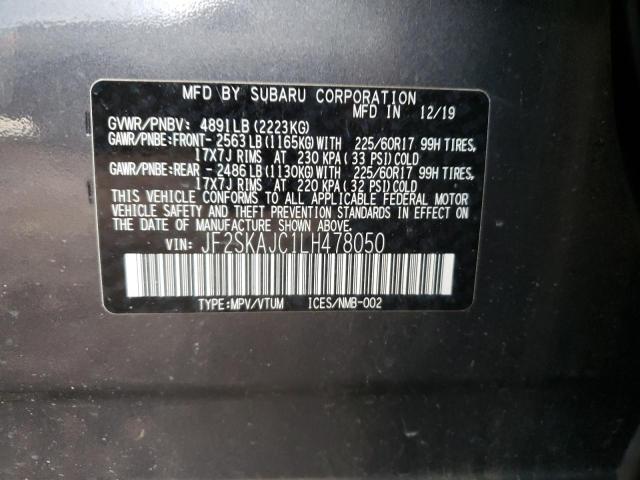 MFD BY SUBARU CORPORATION
MFD IN 12/19
GVWR/PNBV: 4891LB (2223KG)
GAWR/PNBE:FRONT- 2563LB (1165KG) WITH 225/60R17 99H TIRES,
17X7J RIMS AT 230 KPA (33 PSI) COLD
GAWR/PNBE:REAR - 2486LB (1130KG) WITH 225/60R17 99H TIRES,
17X7J RIMS AT 220 KPA (32 PSI) COLD
THIS VEHICLE CONFORMS TO ALL APPLICABLE FEDERAL MOTOR
VEHICLE SAFETY AND THEFT PREVENTION STANDARDS IN EFFECT
ON THE DATE OF MANUFACTURE SHOWN ABOVE.
VIN: JF2SKAJC1LH478050
TYPE:MPV/VTUM ICES/NMB-002